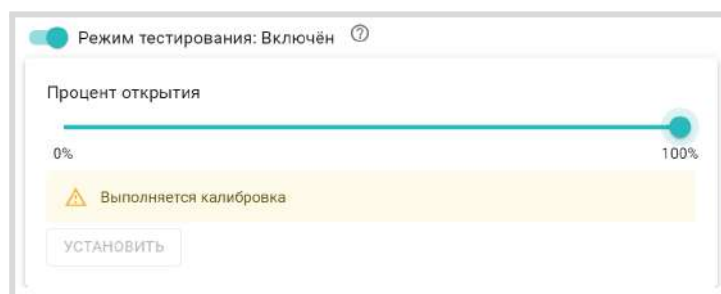 Режим тестирования: Включён
Процент открытия
0% 100%
Выполняется калибровка
УСТАНОВИТЬ